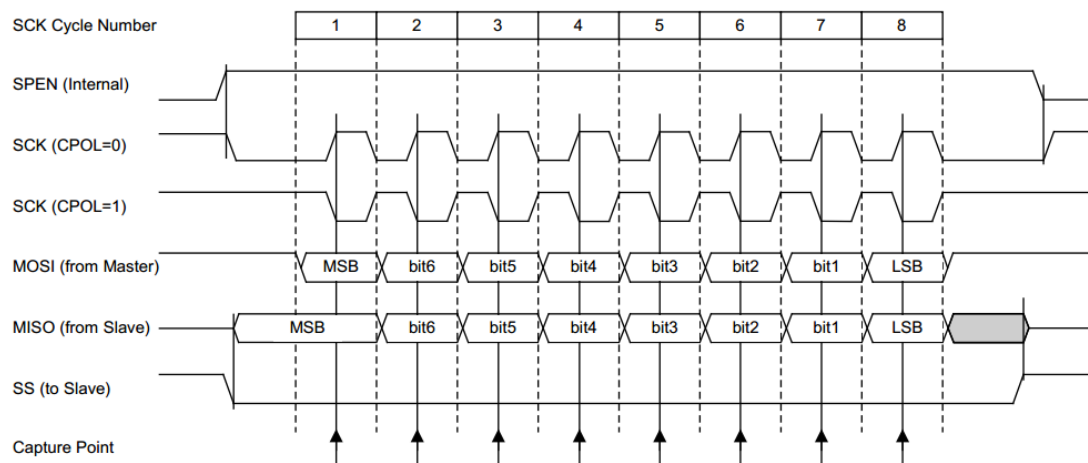 SCK Cycle Number 1 2 3 4 5 6 7 8
SPEN (Internal)
SCK (CPOL=0)
SCK (CPOL=1)
MOSI (from Master) MSB bit6 bit5 bit4 bit3 bit2 bit1 LSB
MISO (from Slave) MSB bit6 bit5 bit4 bit3 bit2 bit1 LSB
SS (to Slave)
Capture Point